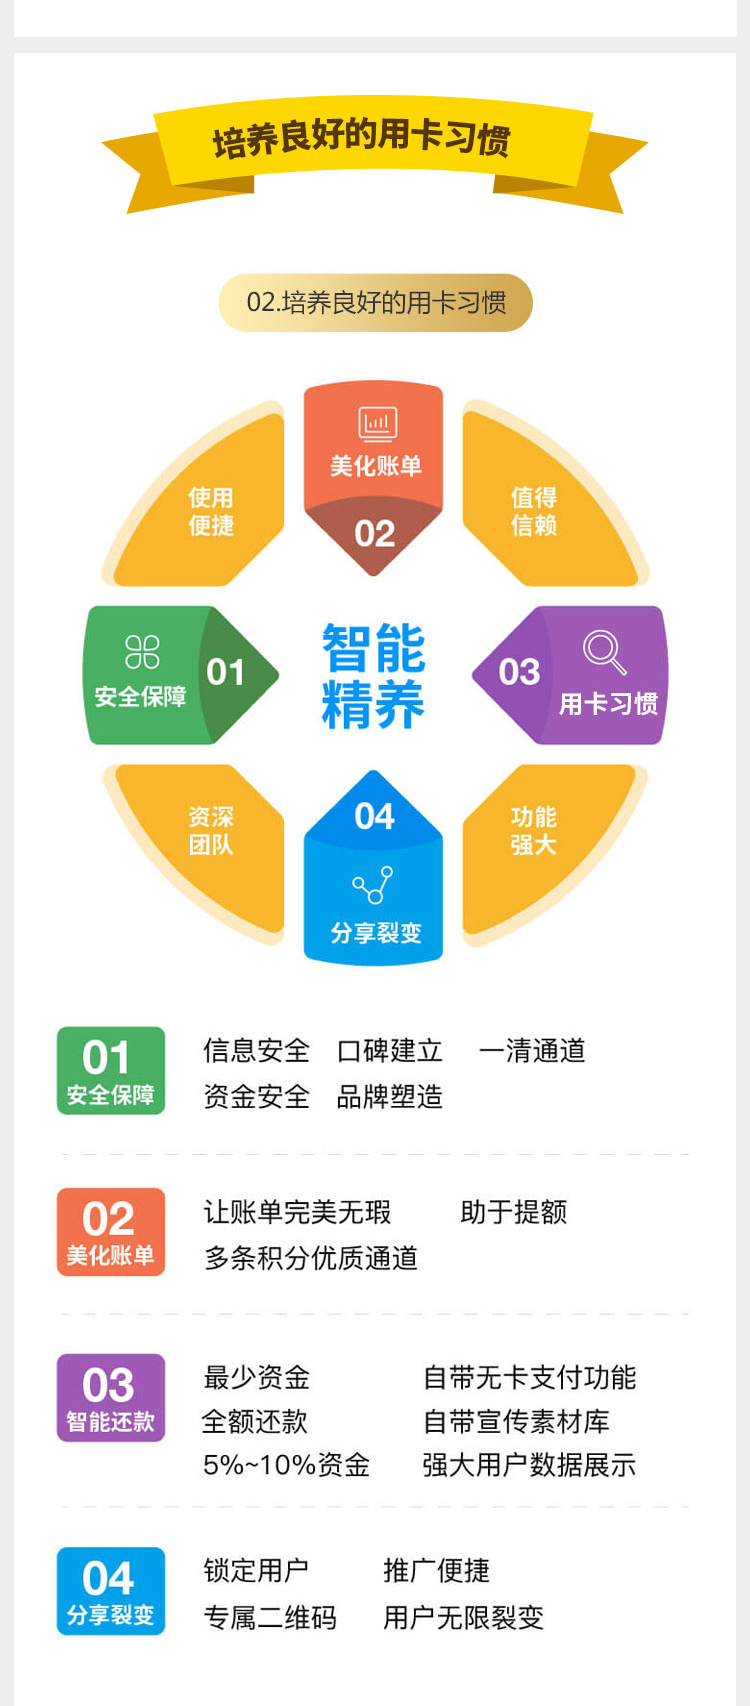 培养良好的用卡习惯
02.培养良好的用卡习惯
美化账单
02
使用
便捷
值得
信赖
安全保障
01
智能
精养
03
用卡习惯
资深
团队
04
分享裂变
功能
强大
01
安全保障
信息安全 口碑建立 一清通道
资金安全 品牌塑造
02
美化账单
让账单完美无瑕 助于提额
多条积分优质通道
03
智能还款
最少资金 自带无卡支付功能
全额还款 自带宣传素材库
5%~10%资金 强大用户数据展示
04
分享裂变
锁定用户 推广便捷
专属二维码 用户无限裂变